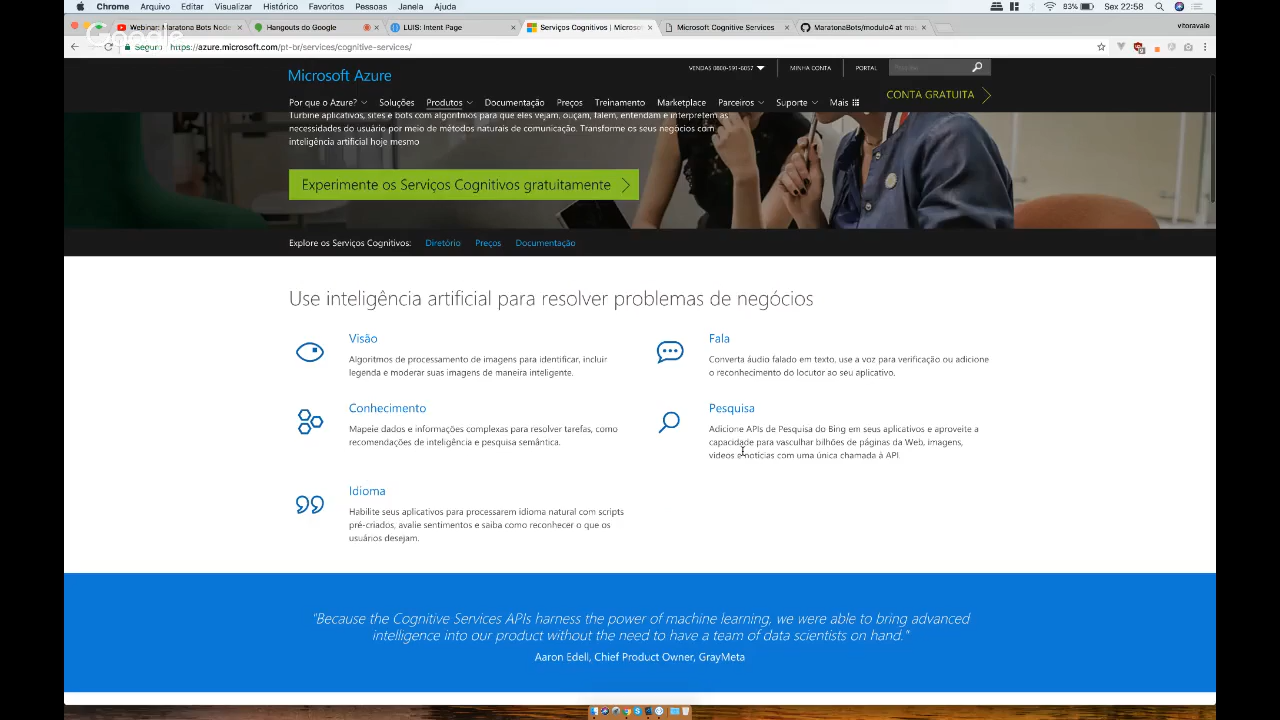 Chrome Arquivo Editar Visualizar Histórico Favoritos Pessoas Janela Ajuda 83% Sex 22:58
Webinar: Maratona Bots Node Hangouts do Google LUIS: Intent Page Serviços Cognitivos | Micros MaratonaBots/modulo4 at ma vitoravale
Microsoft Cognitive Services
Google
Seguro https://azure.microsoft.com/pt-br/services/cognitive-services/
Microsoft Azure
VENDAS 0800-591-6057 MINHA CONTA PORTAL
Por que o Azure? Soluções Produtos Documentação Preços Treinamento Marketplace Parceiros Suporte Mais
CONTA GRATUITA
Turbine aplicativos, sites e bots com algoritmos para que eles vejam, ouçam, falem, entendam e interpretem as
necessidades do usuário por meio de métodos naturais de comunicação. Transforme os seus negócios com
inteligência artificial hoje mesmo
Experimente os Serviços Cognitivos gratuitamente
Explore os Serviços Cognitivos: Diretório Preços Documentação
Use inteligência artificial para resolver problemas de negócios
Visão
Algoritmos de processamento de imagens para identificar, incluir
legenda e moderar suas imagens de maneira inteligente.
Fala
Converta áudio falado em texto, use a voz para verificação ou adicione
o reconhecimento do locutor ao seu aplicativo.
Conhecimento
Mapeie dados e informações complexas para resolver tarefas, como
recomendações de inteligência e pesquisa semântica.
Pesquisa
Adicione APIs de Pesquisa do Bing em seus aplicativos e aproveite a
capacidade para vasculhar bilhões de páginas da Web, imagens,
vídeos e notícias com uma única chamada à API.
Idioma
Habilite seus aplicativos para processarem idioma natural com scripts
pré-criados, avalie sentimentos e saiba como reconhecer o que os
usuários desejam.
"Because the Cognitive Services APIs harness the power of machine learning, we were able to bring advanced
intelligence into our product without the need to have a team of data scientists on hand."
Aaron Edell, Chief Product Owner, GrayMeta